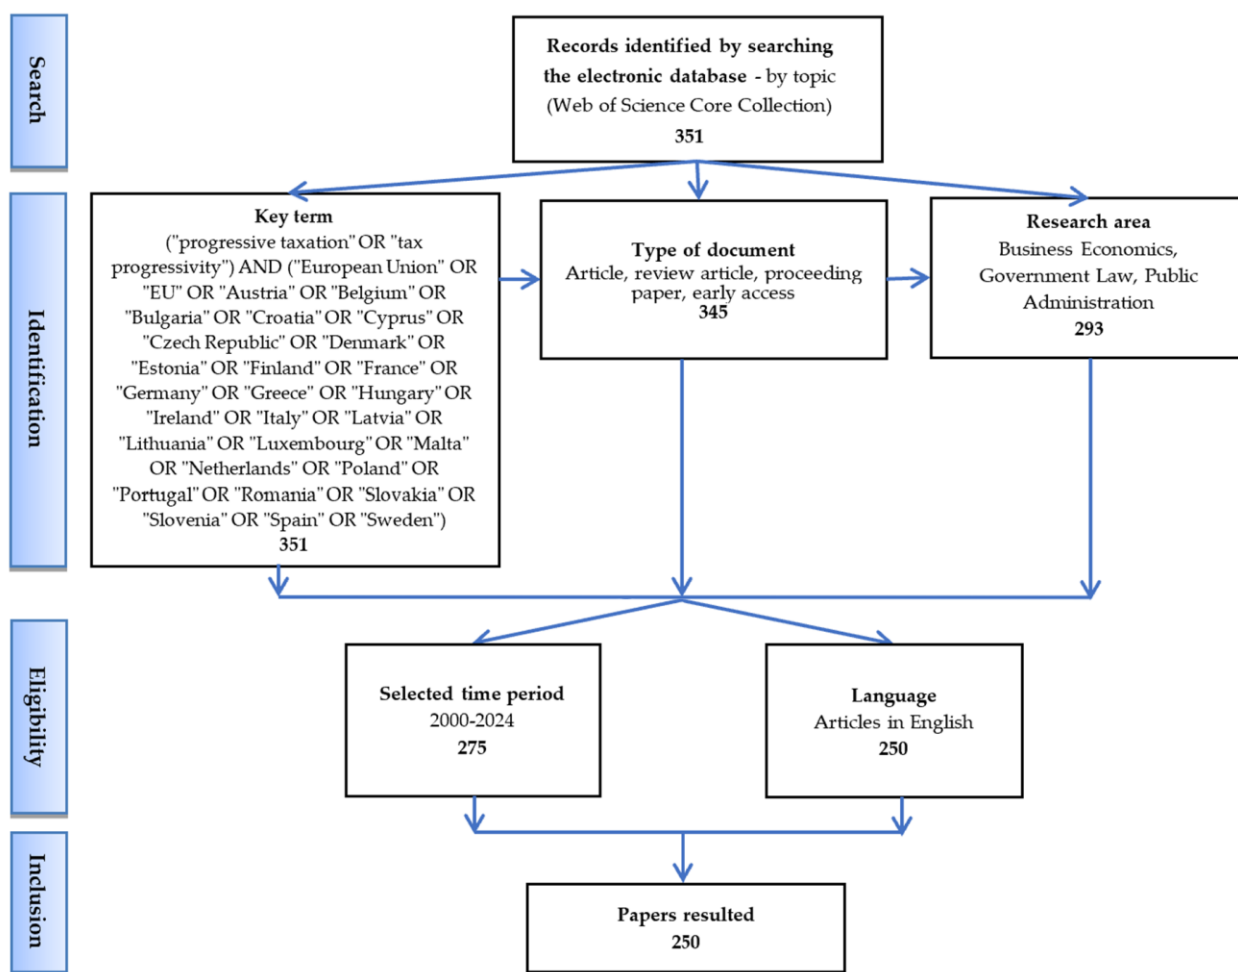 Search
Records identified by searching
the electronic database - by topic
(Web of Science Core Collection)
351
Identification
Key term
("progressive taxation" OR "tax
progressivity") AND ("European Union" OR
"EU" OR "Austria" OR "Belgium" OR
"Bulgaria" OR "Croatia" OR "Cyprus" OR
"Czech Republic" OR "Denmark" OR
"Estonia" OR "Finland" OR "France" OR
"Germany" OR "Greece" OR "Hungary" OR
"Ireland" OR "Italy" OR "Latvia" OR
"Lithuania" OR "Luxembourg" OR "Malta"
OR "Netherlands" OR "Poland" OR
"Portugal" OR "Romania" OR "Slovakia" OR
"Slovenia" OR "Spain" OR "Sweden")
351
Type of document
Article, review article, proceeding
paper, early access
345
Research area
Business Economics,
Government Law, Public
Administration
293
Eligibility
Selected time period
2000-2024
275
Language
Articles in English
250
Inclusion
Papers resulted
250